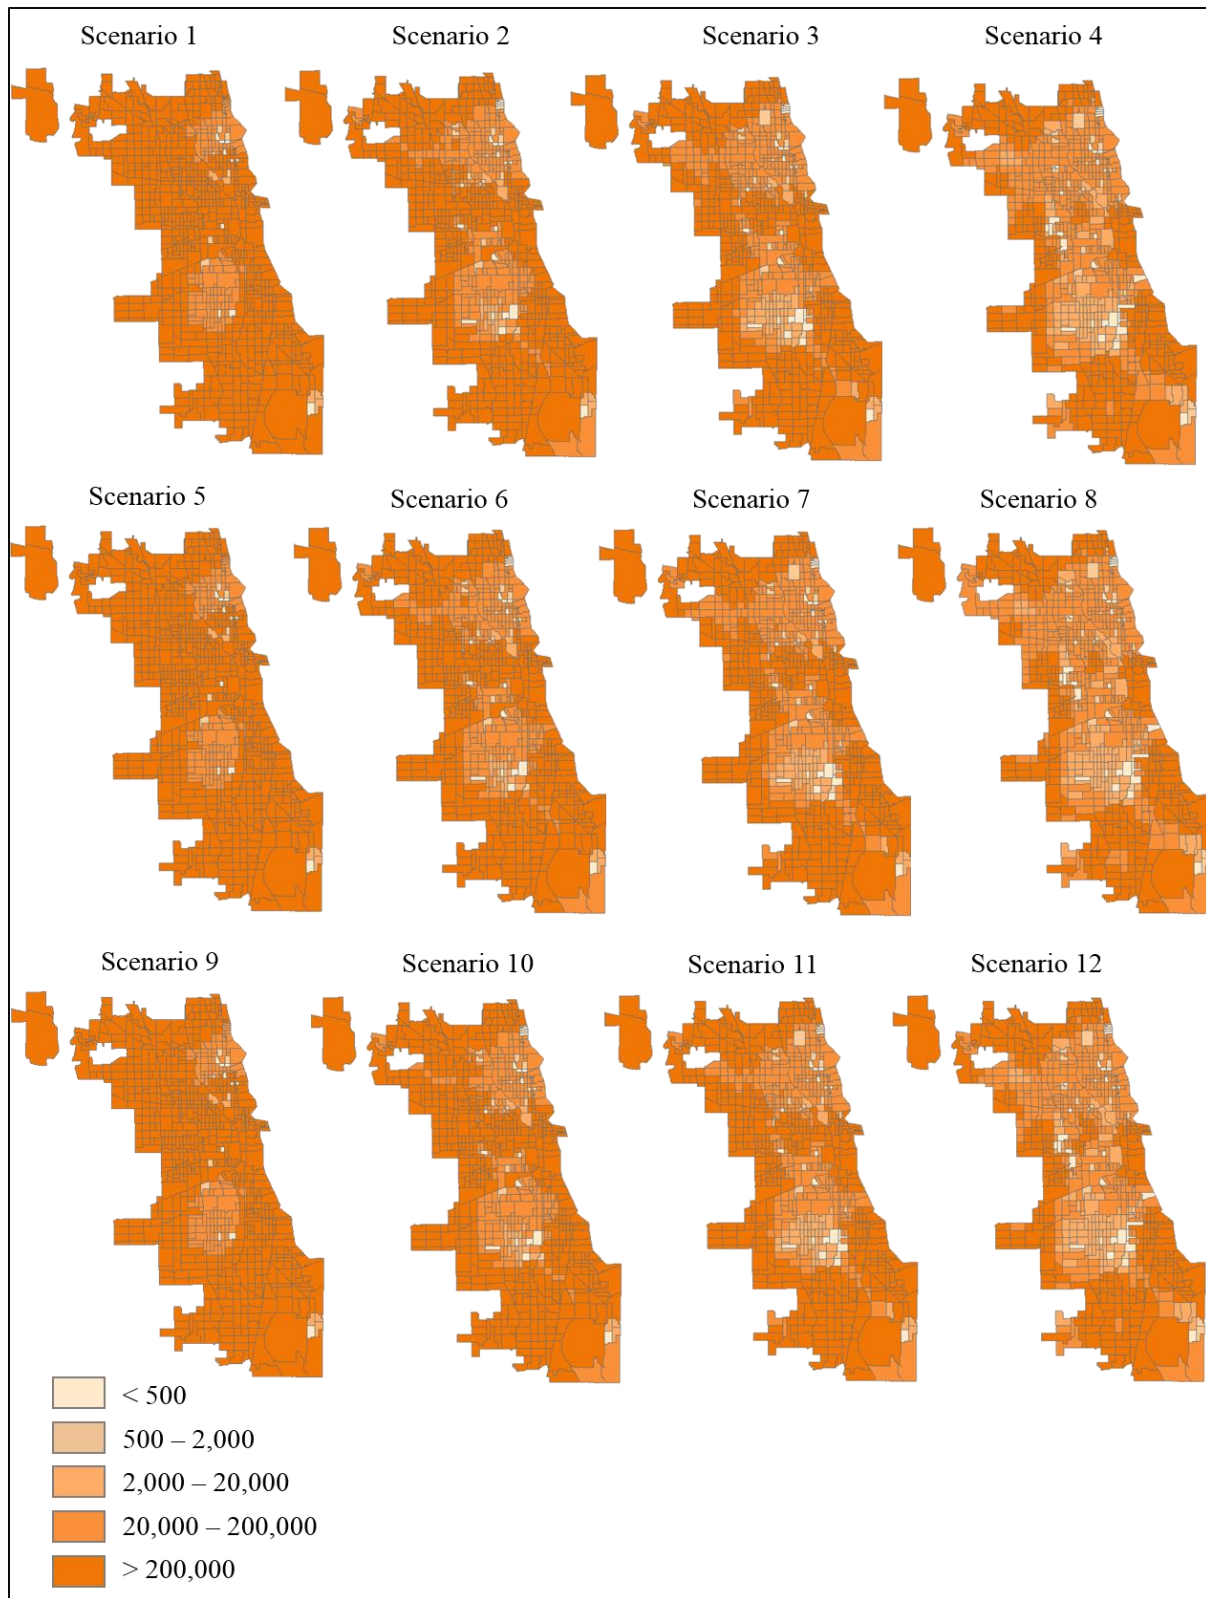 Scenario 1
Scenario 2
Scenario 3
Scenario 4
Scenario 5
Scenario 6
Scenario 7
Scenario 8
Scenario 9
Scenario 10
Scenario 11
Scenario 12
< 500
500 – 2,000
2,000 – 20,000
20,000 – 200,000
> 200,000